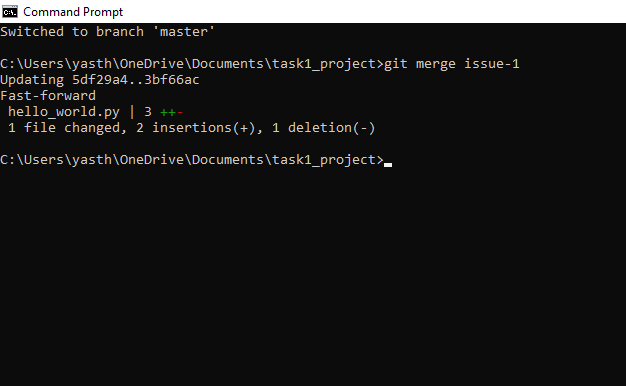 Command Prompt
Switched to branch 'master'
C:\Users\yasth\OneDrive\Documents\task1_project>git merge issue-1
Updating 5df29a4..3bf66ac
Fast-forward
 hello_world.py | 3 ++-
 1 file changed, 2 insertions(+), 1 deletion(-)
C:\Users\yasth\OneDrive\Documents\task1_project>